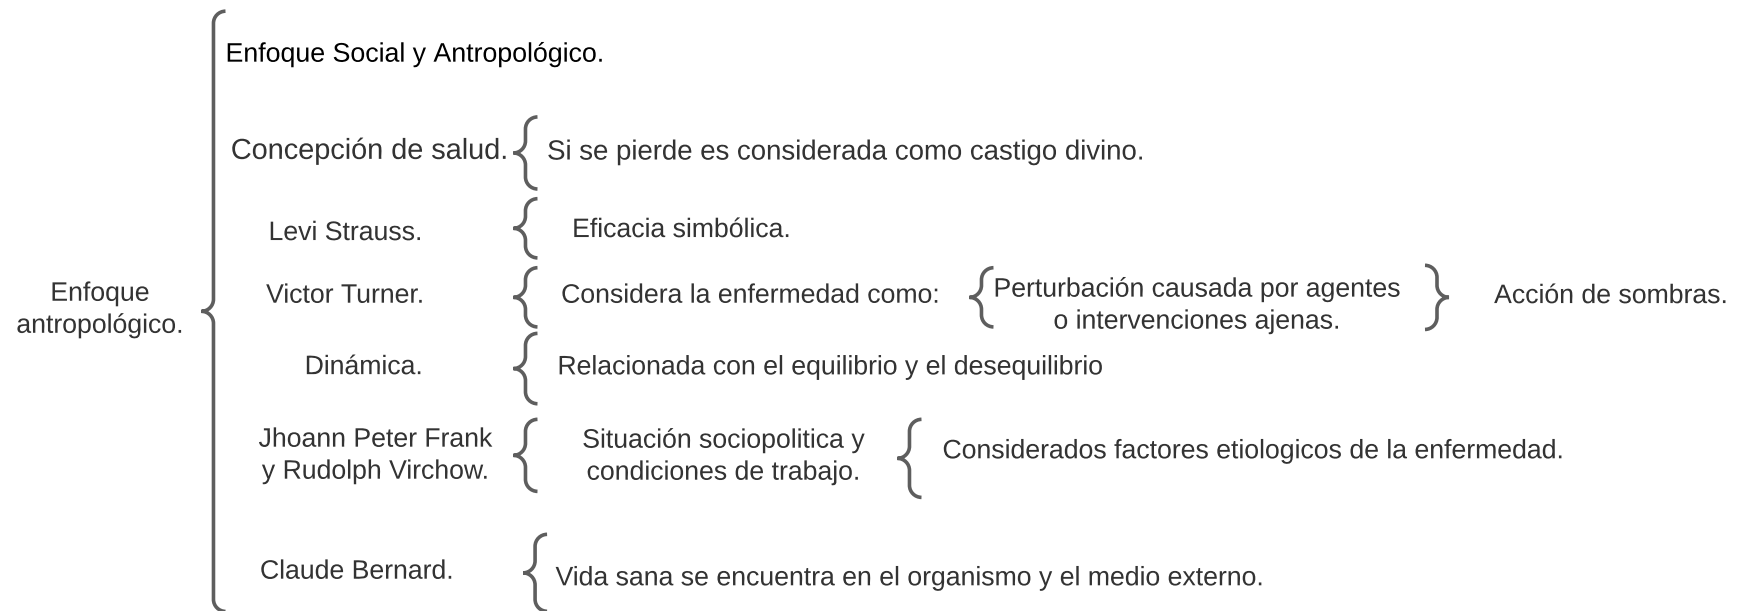 Enfoque Social y Antropológico.
Concepción de salud.
Si se pierde es considerada como castigo divino.
Levi Strauss.
Eficacia simbólica.
Enfoque
antropológico.
Victor Turner.
Considera la enfermedad como:
Perturbación causada por agentes
o intervenciones ajenas.
Acción de sombras.
Dinámica.
Relacionada con el equilibrio y el desequilibrio
Jhoann Peter Frank
y Rudolph Virchow.
Situación sociopolitica y
condiciones de trabajo.
Considerados factores etiologicos de la enfermedad.
Claude Bernard.
Vida sana se encuentra en el organismo y el medio externo.